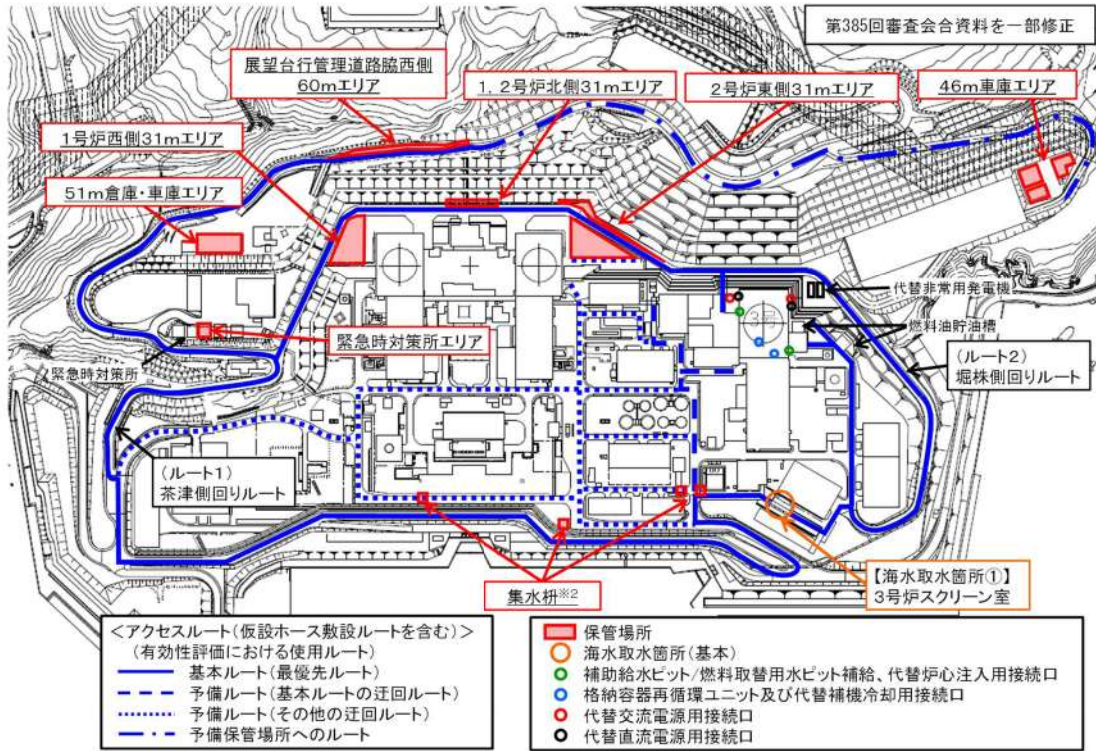 第385回審査会合資料を一部修正
展望台行管理道路脇西側
60mエリア
1, 2号炉北側31mエリア
2号炉東側31mエリア
46m車庫エリア
1号炉西側31mエリア
51m倉庫・車庫エリア
代替非常用発電機
3号
燃料油貯油槽
緊急時対策所エリア
緊急時対策所
(ルート2)
堀株側回りルート
(ルート1)
茶津側回りルート
集水枡※2
【海水取水箇所①】
3号炉スクリーン室
<アクセスルート(仮設ホース敷設ルートを含む)>
(有効性評価における使用ルート)
基本ルート(最優先ルート)
予備ルート(基本ルートの迂回ルート)
予備ルート(その他の迂回ルート)
予備保管場所へのルート
保管場所
海水取水箇所(基本)
補助給水ピット/燃料取替用水ピット補給、代替炉心注入用接続口
格納容器再循環ユニット及び代替補機冷却用接続口
代替交流電源用接続口
代替直流電源用接続口